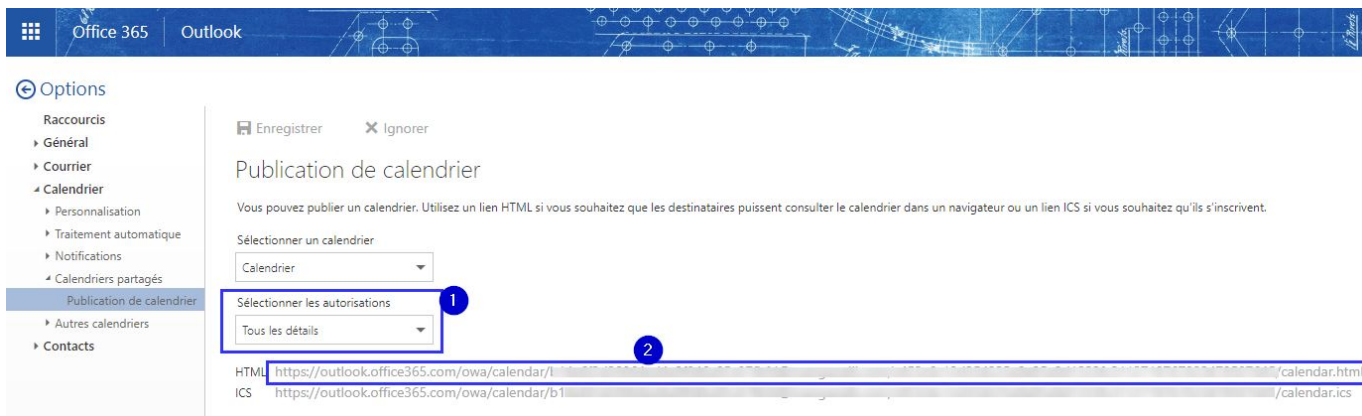 Office 365 Outlook
Options
Raccourcis
Général
Courrier
Calendrier
Personnalisation
Traitement automatique
Notifications
Calendriers partagés
Publication de calendrier
Autres calendriers
Contacts
Enregistrer Ignorer
Publication de calendrier
Vous pouvez publier un calendrier. Utilisez un lien HTML si vous souhaitez que les destinataires puissent consulter le calendrier dans un navigateur ou un lien ICS si vous souhaitez qu'ils s'inscrivent.
Sélectionner un calendrier
Calendrier
Sélectionner les autorisations 1
Tous les détails
2
HTML https://outlook.office365.com/owa/calendar/ /calendar.html
ICS https://outlook.office365.com/owa/calendar/b1 /calendar.ics